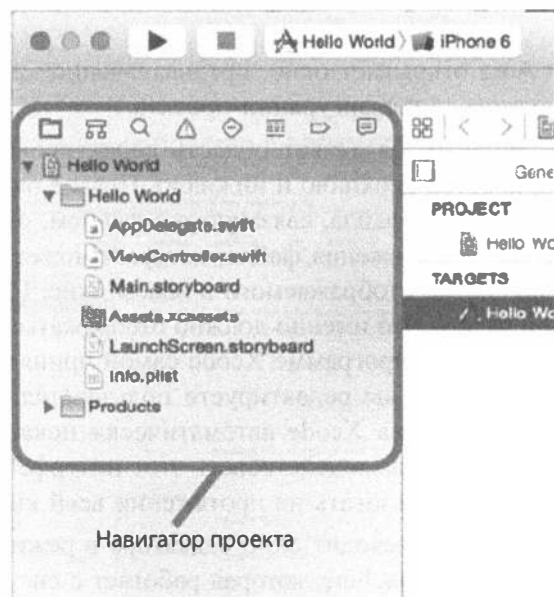 Hello World
iPhone 6
Hello World
Hello World
AppDelegate.swift
ViewController.swift
Main.storyboard
Assets.xcassets
LaunchScreen.storyboard
Info.plist
Products
Gene
PROJECT
Hello Wo
TARGETS
Hello Wo
Навигатор проекта